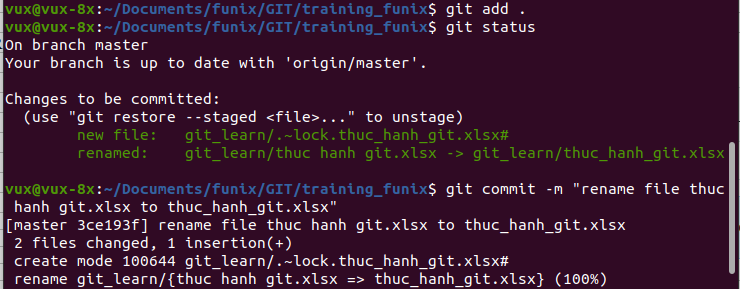 vux@vux-8x:~/Documents/funix/GIT/training_funix$ git add .
vux@vux-8x:~/Documents/funix/GIT/training_funix$ git status
On branch master
Your branch is up to date with 'origin/master'.
Changes to be committed:
  (use "git restore --staged <file>..." to unstage)
        new file:   git_learn/.~lock.thuc_hanh_git.xlsx#
        renamed:    git_learn/thuc hanh git.xlsx -> git_learn/thuc_hanh_git.xlsx
vux@vux-8x:~/Documents/funix/GIT/training_funix$ git commit -m "rename file thuc
 hanh git.xlsx to thuc_hanh_git.xlsx"
[master 3ce193f] rename file thuc hanh git.xlsx to thuc_hanh_git.xlsx
 2 files changed, 1 insertion(+)
 create mode 100644 git_learn/.~lock.thuc_hanh_git.xlsx#
 rename git_learn/{thuc hanh git.xlsx => thuc_hanh_git.xlsx} (100%)